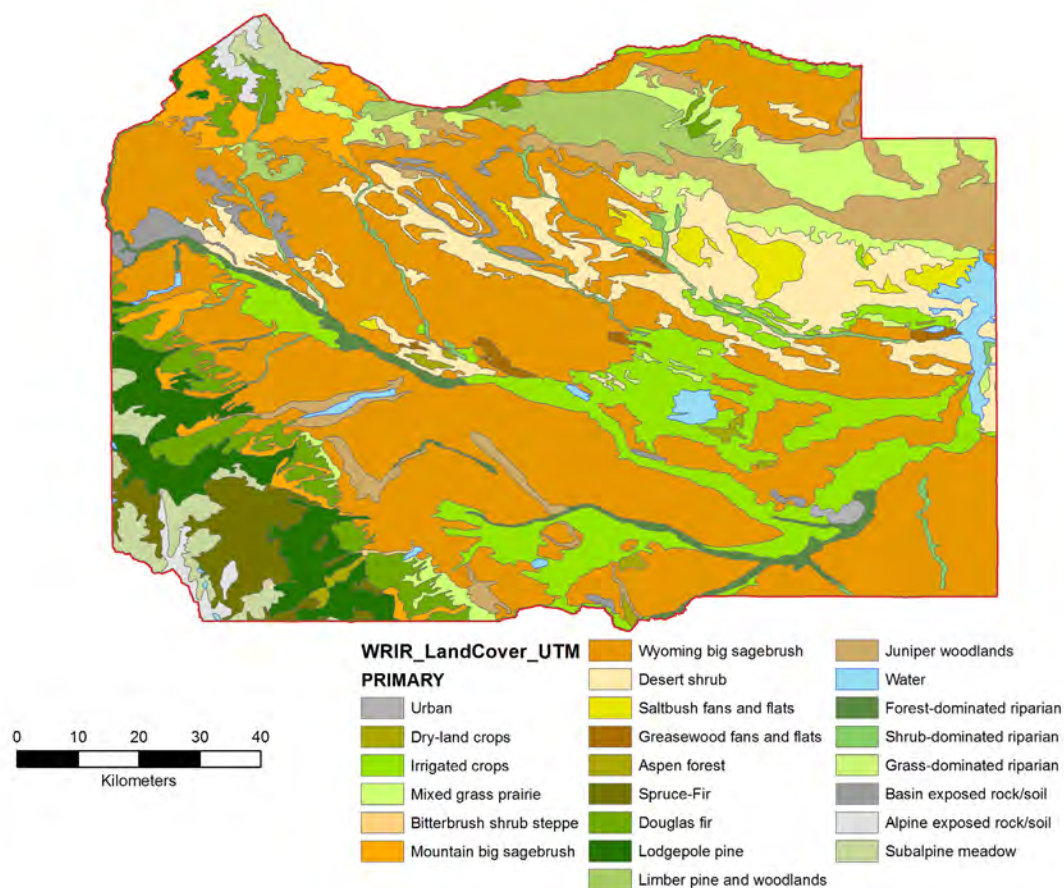 WRIR_LandCover_UTM
PRIMARY
Urban
Dry-land crops
Irrigated crops
Mixed grass prairie
Bitterbrush shrub steppe
Mountain big sagebrush
Wyoming big sagebrush
Desert shrub
Saltbush fans and flats
Greasewood fans and flats
Aspen forest
Spruce-Fir
Douglas fir
Lodgepole pine
Limber pine and woodlands
Juniper woodlands
Water
Forest-dominated riparian
Shrub-dominated riparian
Grass-dominated riparian
Basin exposed rock/soil
Alpine exposed rock/soil
Subalpine meadow
0 10 20 30 40
Kilometers